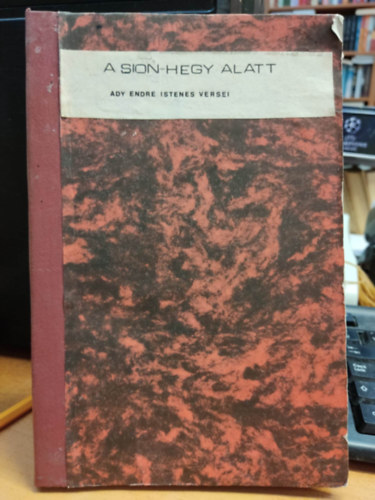 A SION-HEGY ALATT
ADY ENDRE ISTENES VERSEI